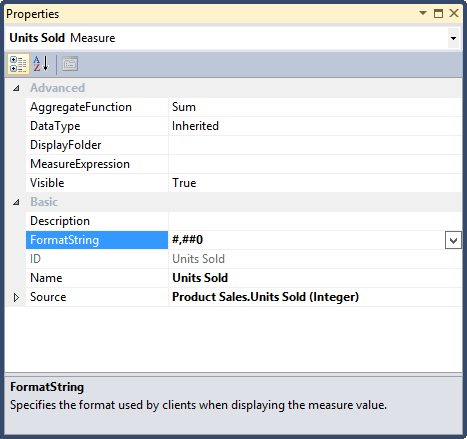 Properties
Units Sold Measure
Advanced
AggregateFunction Sum
DataType Inherited
DisplayFolder
MeasureExpression
Visible True
Basic
Description
FormatString #,##0
ID Units Sold
Name Units Sold
Source Product Sales.Units Sold (Integer)
FormatString
Specifies the format used by clients when displaying the measure value.